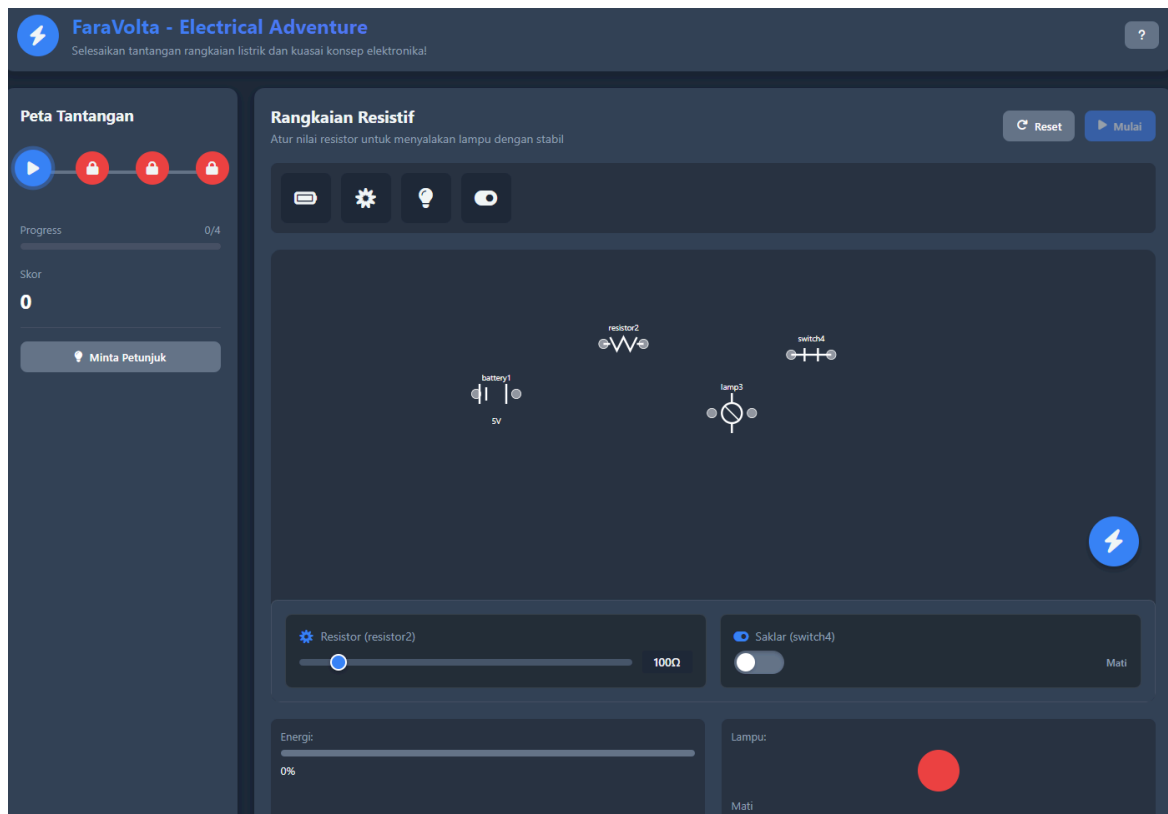 FaraVolta - Electrical Adventure
Selesaikan tantangan rangkaian listrik dan kuasai konsep elektronika!
?
Peta Tantangan
Progress 0/4
Skor
0
Minta Petunjuk
Rangkaian Resistif
Atur nilai resistor untuk menyalakan lampu dengan stabil
Reset
Mulai
resistor2
switch4
battery1
lamp3
5V
Resistor (resistor2)
100Ω
Saklar (switch4)
Mati
Energi:
0%
Lampu:
Mati